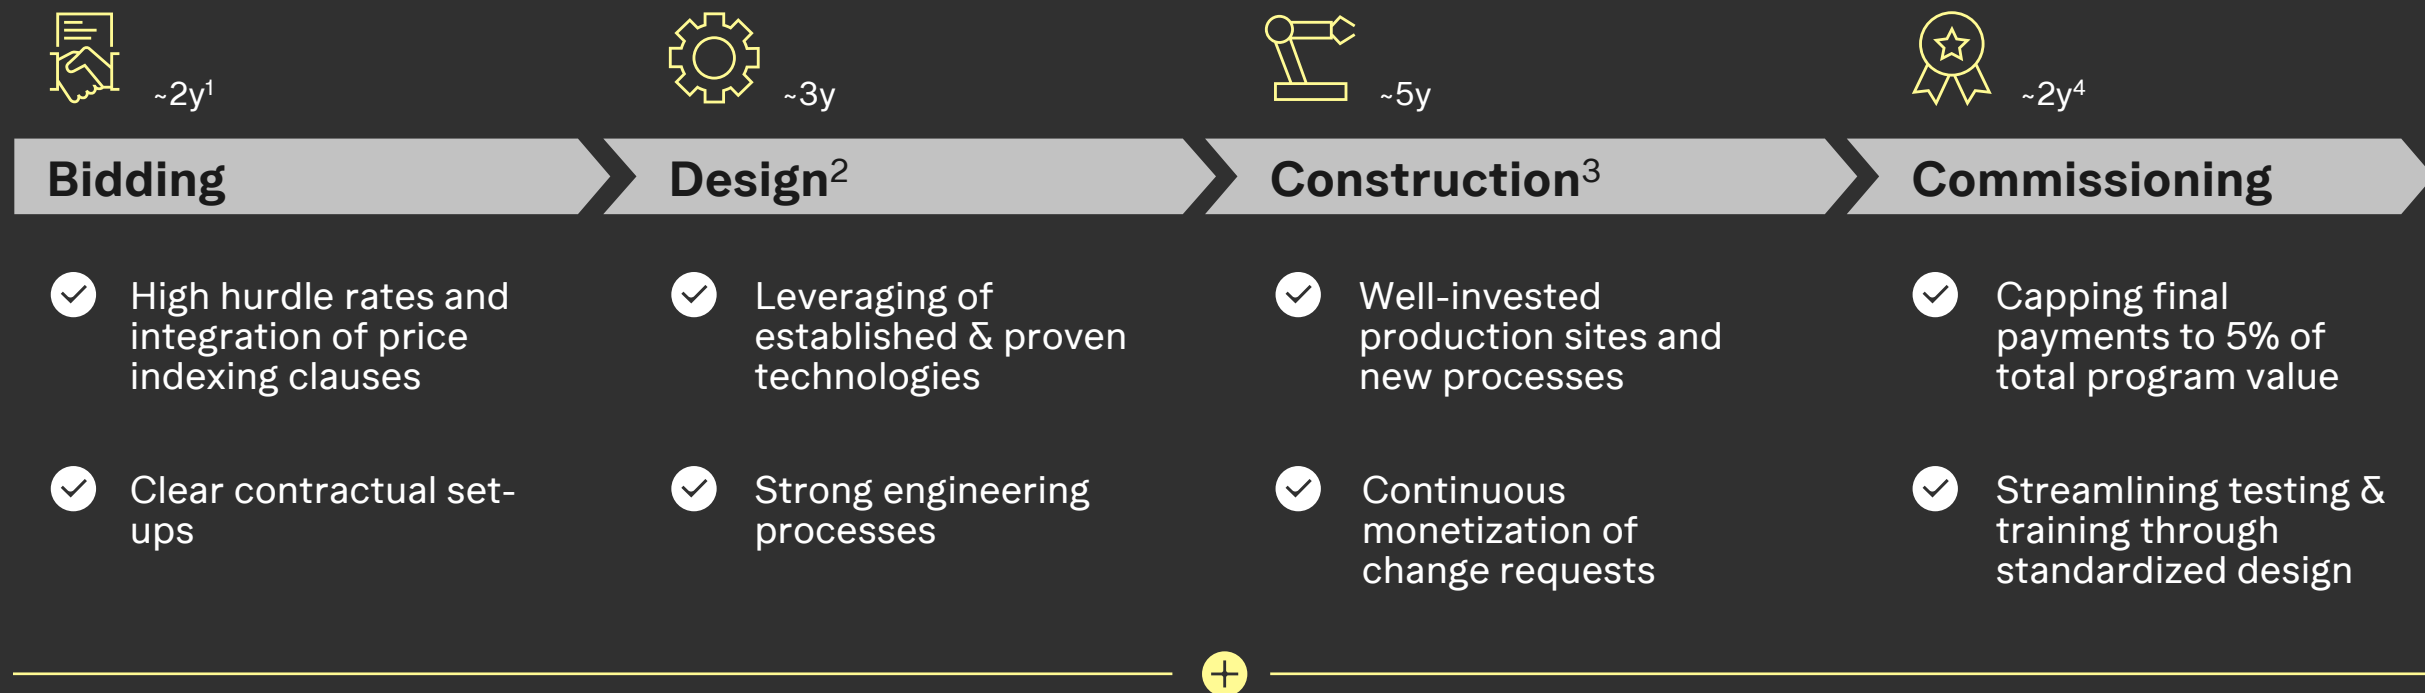 ~2y¹
~3y
~5y
~2y⁴
Bidding
Design²
Construction³
Commissioning
High hurdle rates and
integration of price
indexing clauses
Clear contractual set-
ups
Leveraging of
established & proven
technologies
Strong engineering
processes
Well-invested
production sites and
new processes
Continuous
monetization of
change requests
Capping final
payments to 5% of
total program value
Streamlining testing &
training through
standardized design